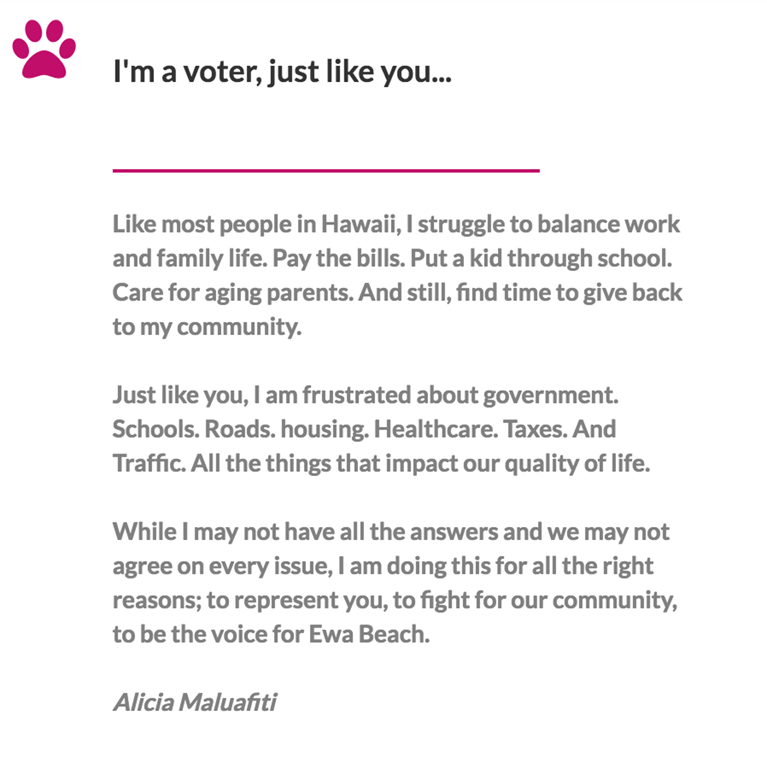 I'm a voter, just like you...
Like most people in Hawaii, I struggle to balance work
and family life. Pay the bills. Put a kid through school.
Care for aging parents. And still, find time to give back
to my community.
Just like you, I am frustrated about government.
Schools. Roads. housing. Healthcare. Taxes. And
Traffic. All the things that impact our quality of life.
While I may not have all the answers and we may not
agree on every issue, I am doing this for all the right
reasons; to represent you, to fight for our community,
to be the voice for Ewa Beach.
Alicia Maluafiti